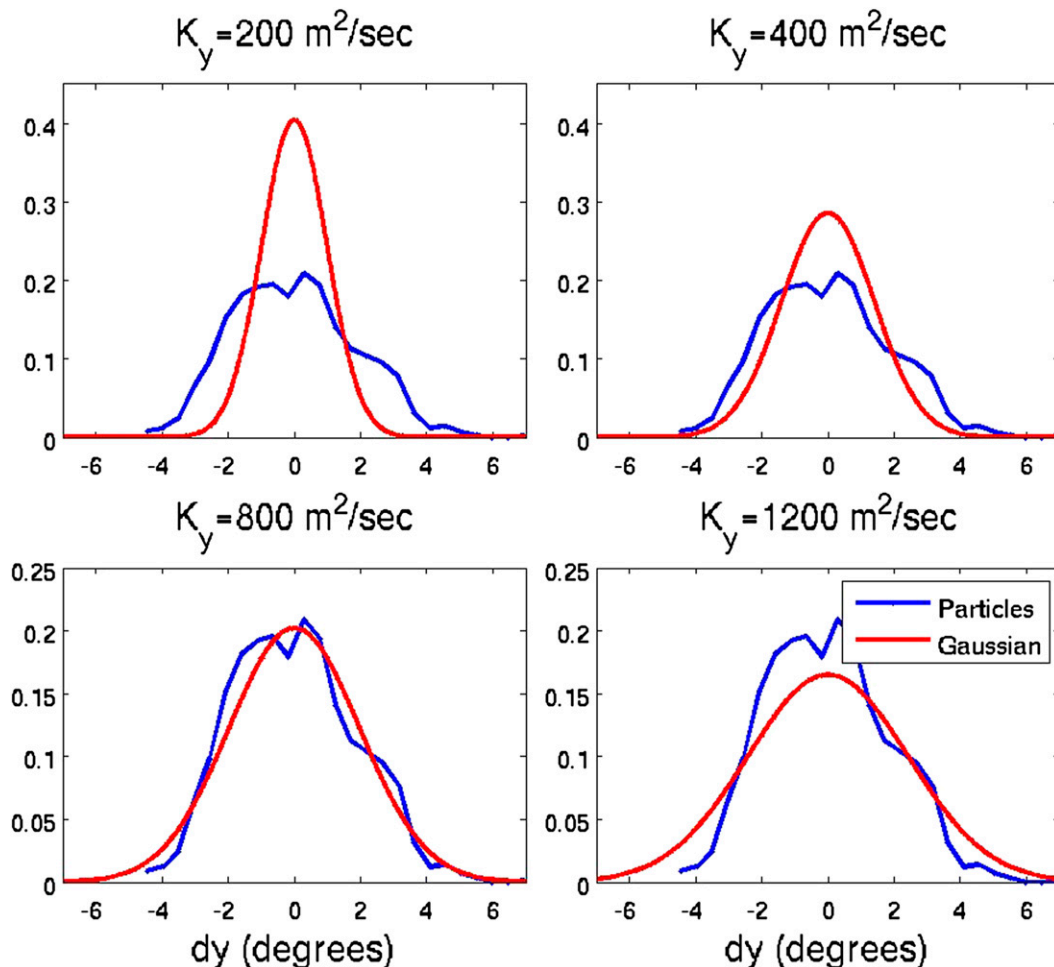 K_y=200 m²/sec
K_y=400 m²/sec
0.4
0.3
0.2
0.1
0
-6 -4 -2 0 2 4 6
0.4
0.3
0.2
0.1
0
-6 -4 -2 0 2 4 6
K_y=800 m²/sec
K_y=1200 m²/sec
0.25
0.2
0.15
0.1
0.05
0
-6 -4 -2 0 2 4 6
dy (degrees)
0.25
0.2
0.15
0.1
0.05
0
Particles
Gaussian
-6 -4 -2 0 2 4 6
dy (degrees)